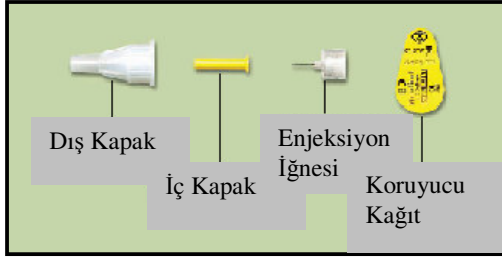 Dış Kapak
İç Kapak
Enjeksiyon
İğnesi
Koruyucu
Kağıt